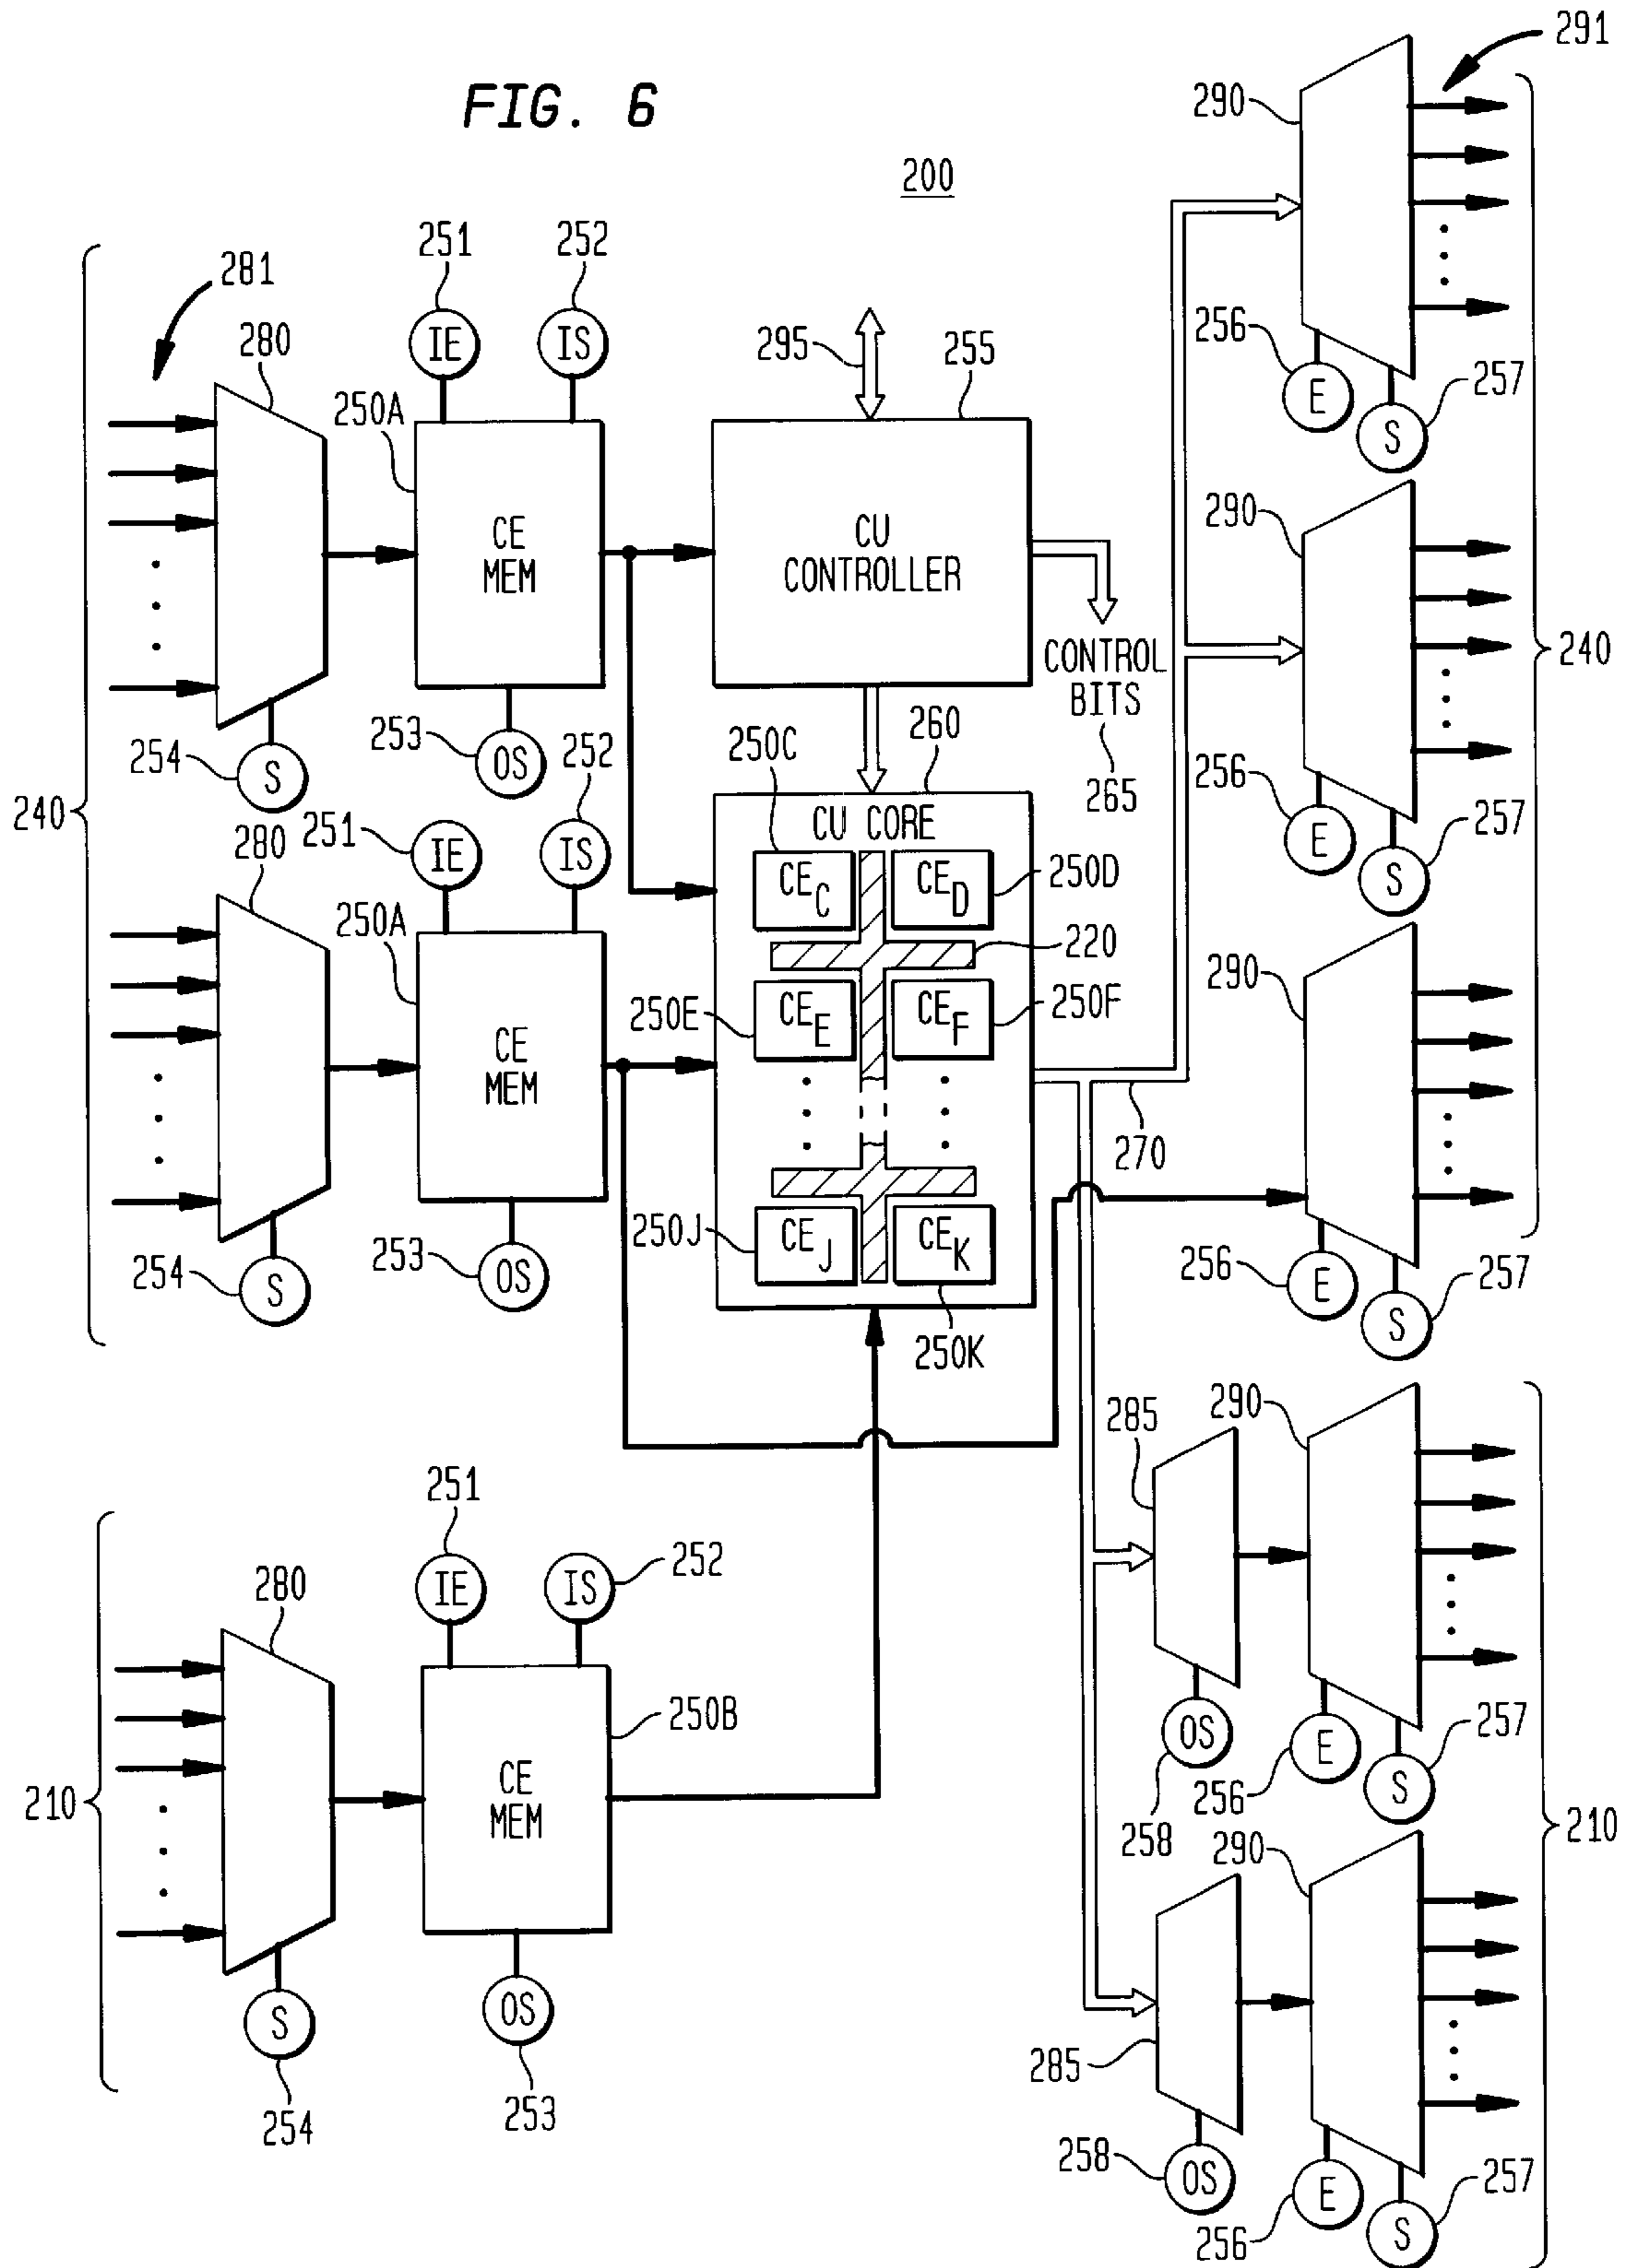 FIG. 6
200
291
290
240
281
280
251
IE
252
IS
250A
CE
MEM
253
OS
254
S
295
255
CU
CONTROLLER
CONTROL
BITS
265
256
E
257
S
290
256
E
257
S
240
280
251
IE
252
IS
250A
CE
MEM
253
OS
254
S
250C
260
CU CORE
CE C
CE D
250D
220
250E
CE E
CE F
250F
250J
CE J
CE K
250K
270
290
256
E
257
S
210
280
251
IE
252
IS
250B
CE
MEM
253
OS
254
S
285
290
258
OS
256
E
257
S
210
285
290
258
OS
256
E
257
S